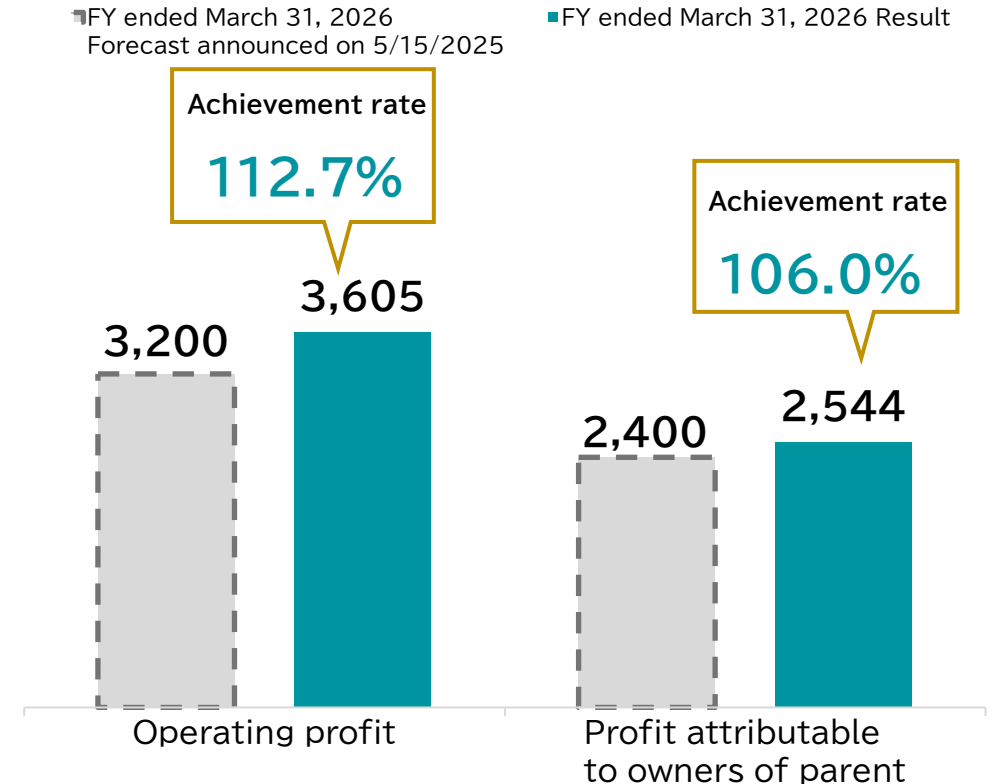 FY ended March 31, 2026
Forecast announced on 5/15/2025
FY ended March 31, 2026 Result
Achievement rate
112.7%
Achievement rate
106.0%
3,200
3,605
2,400
2,544
Operating profit
Profit attributable
to owners of parent